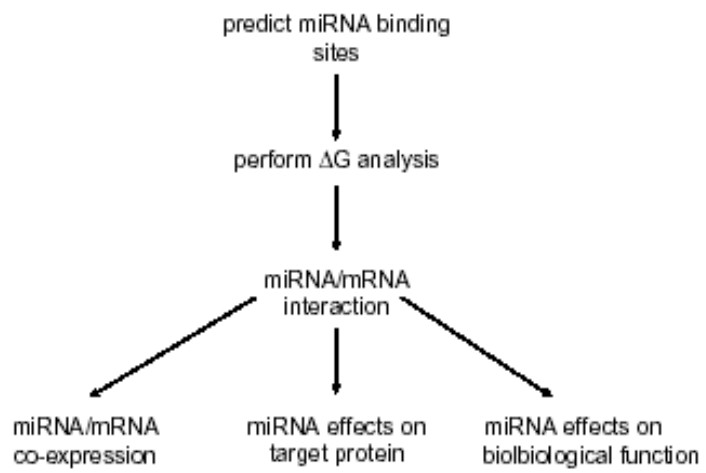 predict miRNA binding
sites
perform ΔG analysis
miRNA/mRNA
interaction
miRNA/mRNA
co-expression
miRNA effects on
target protein
miRNA effects on
biolbiological function